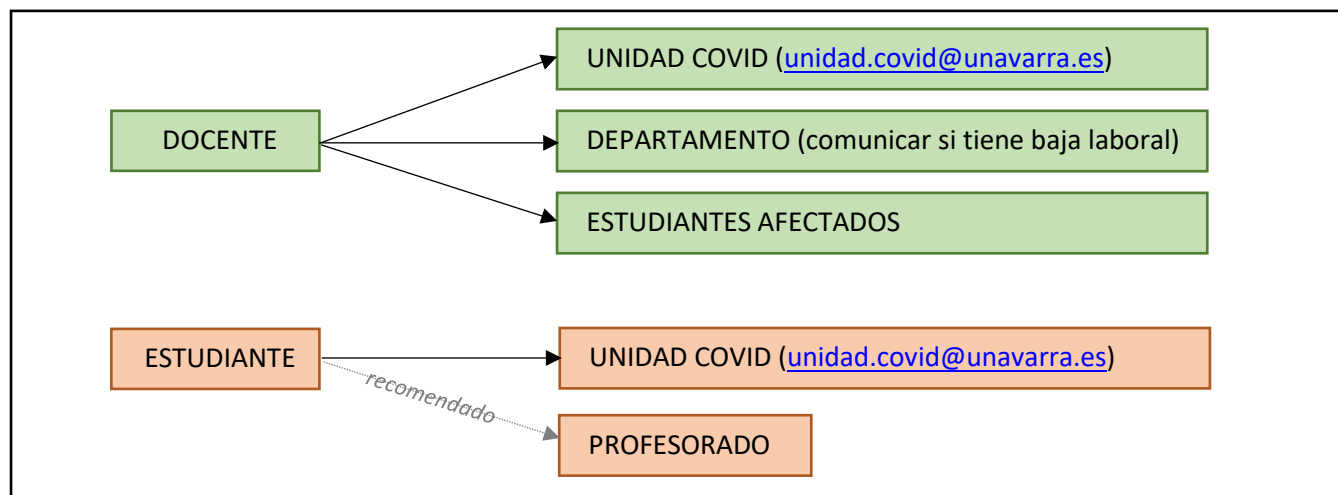 UNIDAD COVID (unidad.covid@unavarra.es)
DOCENTE
DEPARTAMENTO (comunicar si tiene baja laboral)
ESTUDIANTES AFECTADOS
ESTUDIANTE
UNIDAD COVID (unidad.covid@unavarra.es)
recomendado
PROFESORADO